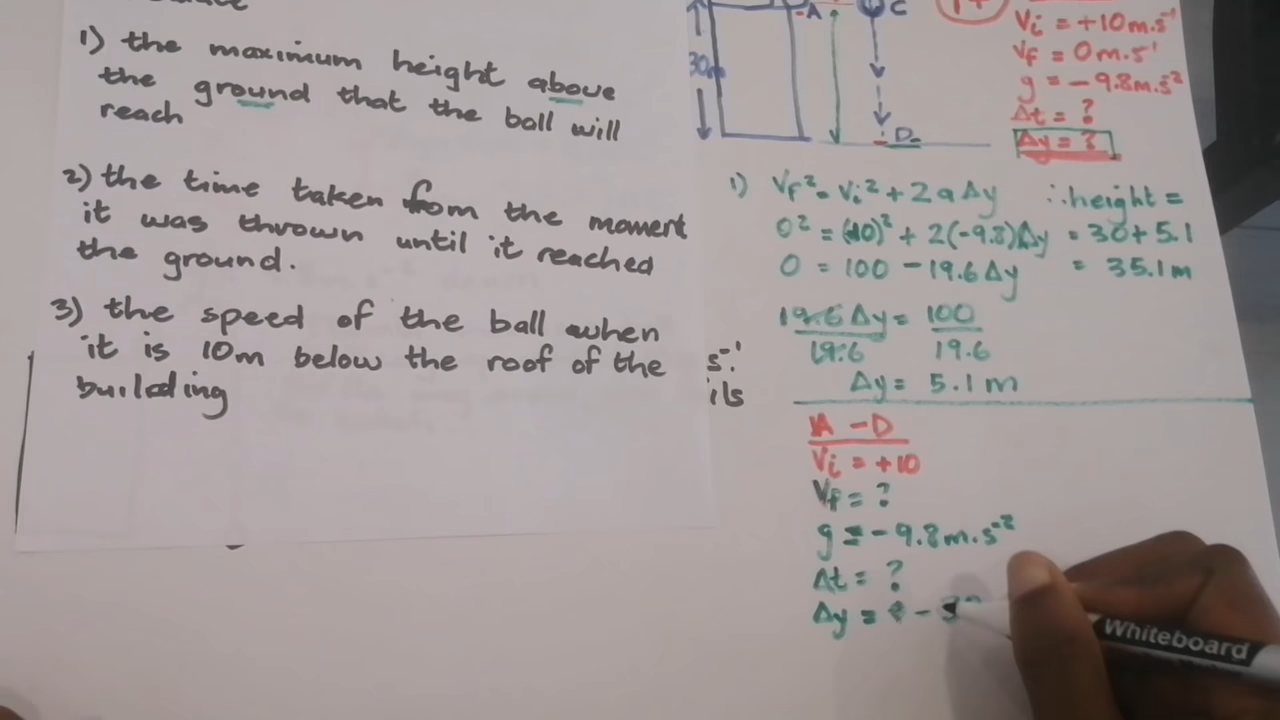 1) the maximum height above
the ground that the ball will
reach
2) the time taken from the moment
it was thrown until it reached
the ground.
3) the speed of the ball when
it is 10m below the roof of the
building
s⁻¹.
ils
30m
-A
C
D
Vi = +10m.s⁻¹
Vf = 0m.s⁻¹
g = -9.8m.s⁻²
Δt = ?
Δy = ?
1) Vf² = Vi² + 2aΔy
0² = (10)² + 2(-9.8)Δy
0 = 100 - 19.6Δy
19.6Δy = 100
19.6 19.6
Δy = 5.1m
∴ height =
= 30 + 5.1
= 35.1m
A - D
Vi = +10
Vf = ?
g = -9.8m.s⁻²
Δt = ?
Δy = -
Whiteboard